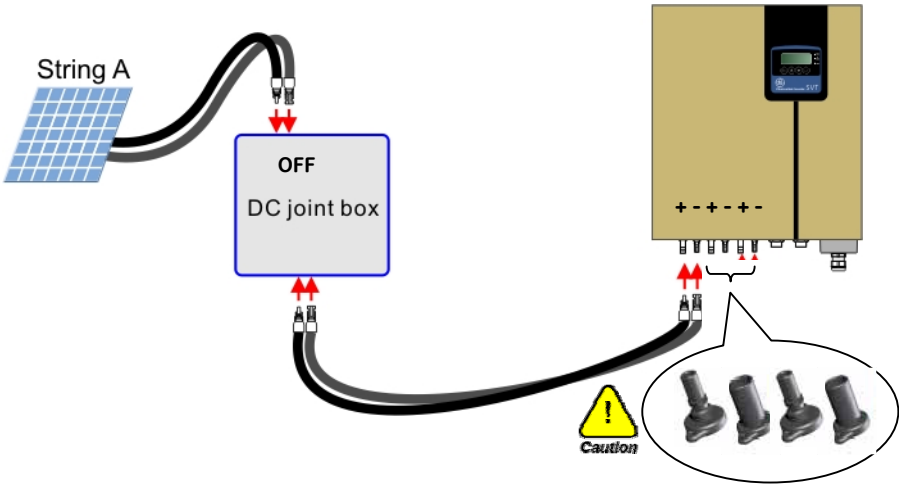 String A
OFF
DC joint box
SVT
+ - + - + -
!
Caution